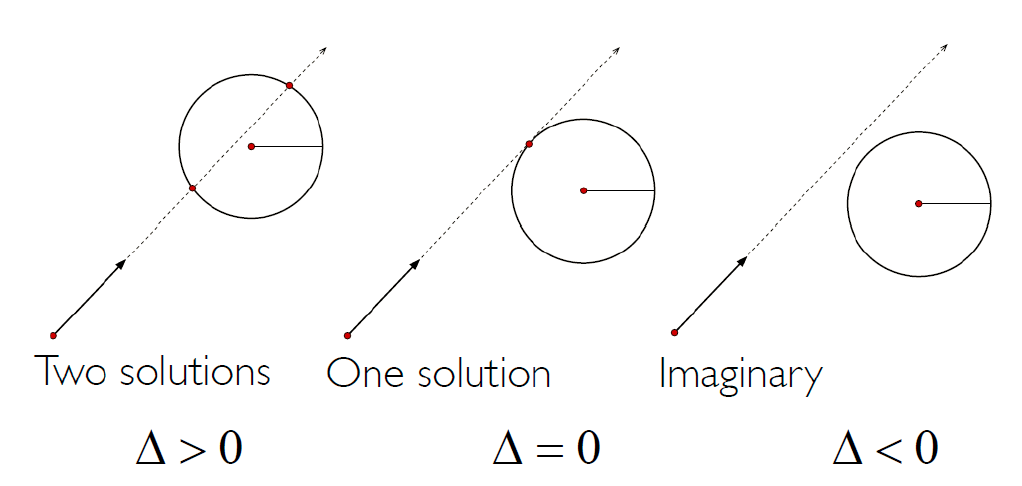 Two solutions
One solution
Imaginary
Δ > 0
Δ = 0
Δ < 0